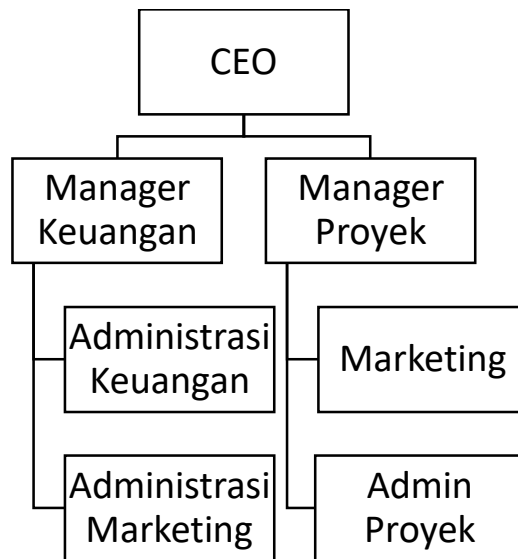 CEO
Manager
Keuangan
Manager
Proyek
Administrasi
Keuangan
Marketing
Administrasi
Marketing
Admin
Proyek